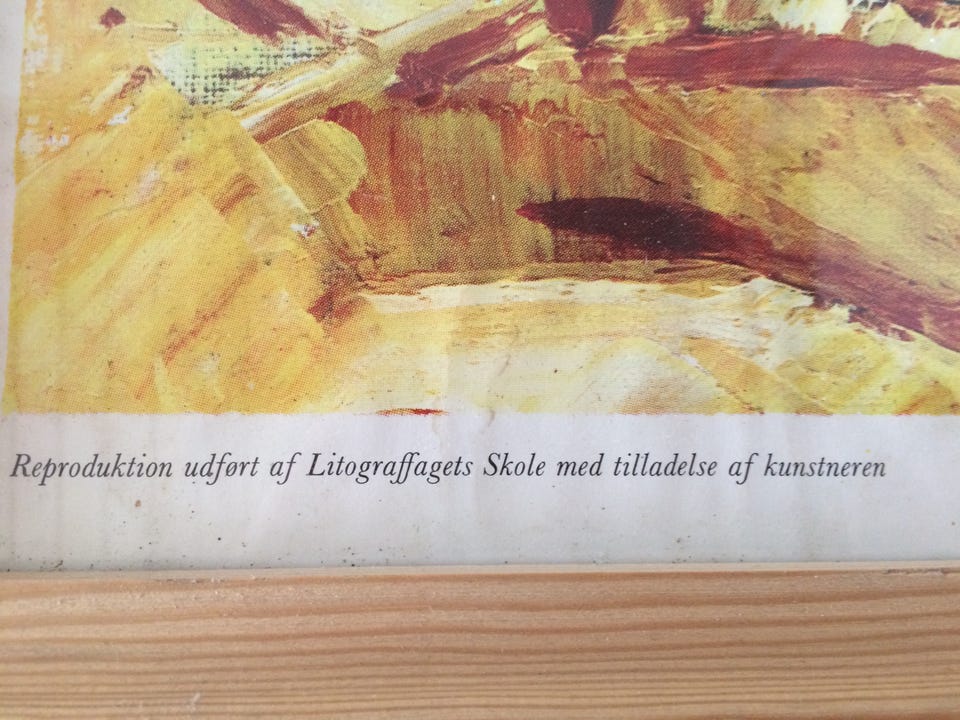 Reproduktion udført af Litograffagets Skole med tilladelse af kunstneren